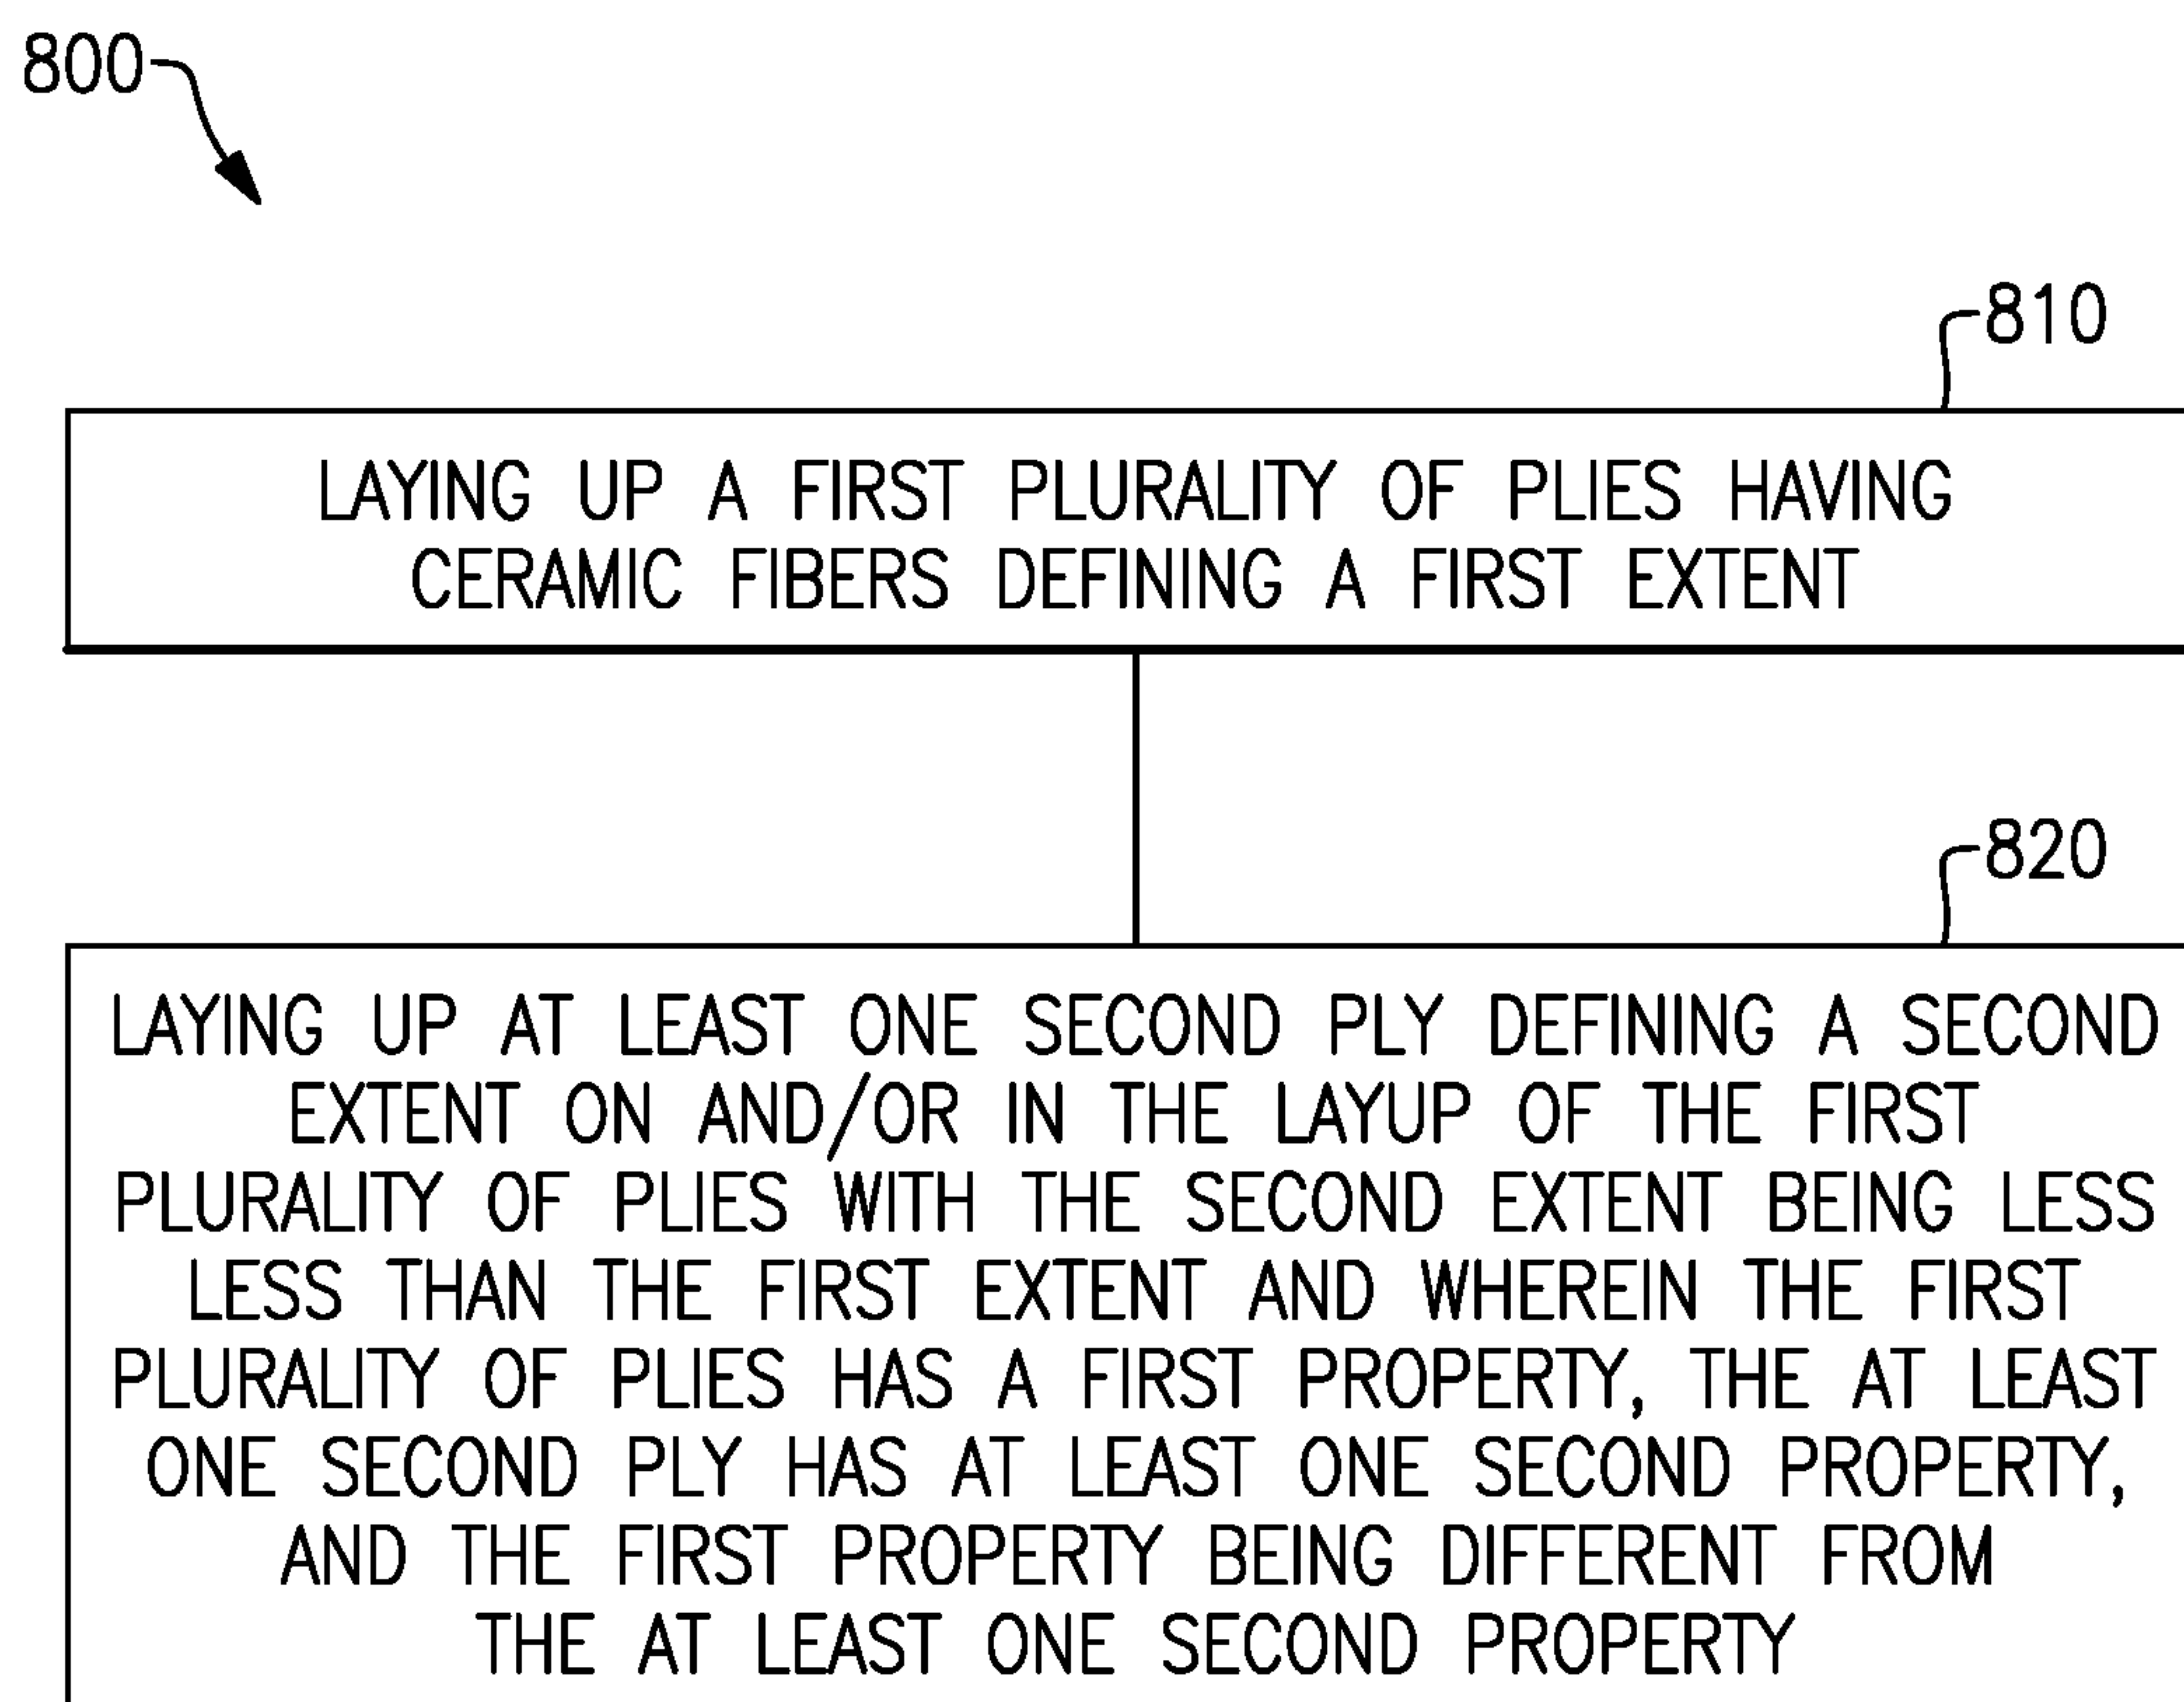 800
810
LAYING UP A FIRST PLURALITY OF PLIES HAVING
CERAMIC FIBERS DEFINING A FIRST EXTENT
820
LAYING UP AT LEAST ONE SECOND PLY DEFINING A SECOND
EXTENT ON AND/OR IN THE LAYUP OF THE FIRST
PLURALITY OF PLIES WITH THE SECOND EXTENT BEING LESS
LESS THAN THE FIRST EXTENT AND WHEREIN THE FIRST
PLURALITY OF PLIES HAS A FIRST PROPERTY, THE AT LEAST
ONE SECOND PLY HAS AT LEAST ONE SECOND PROPERTY,
AND THE FIRST PROPERTY BEING DIFFERENT FROM
THE AT LEAST ONE SECOND PROPERTY